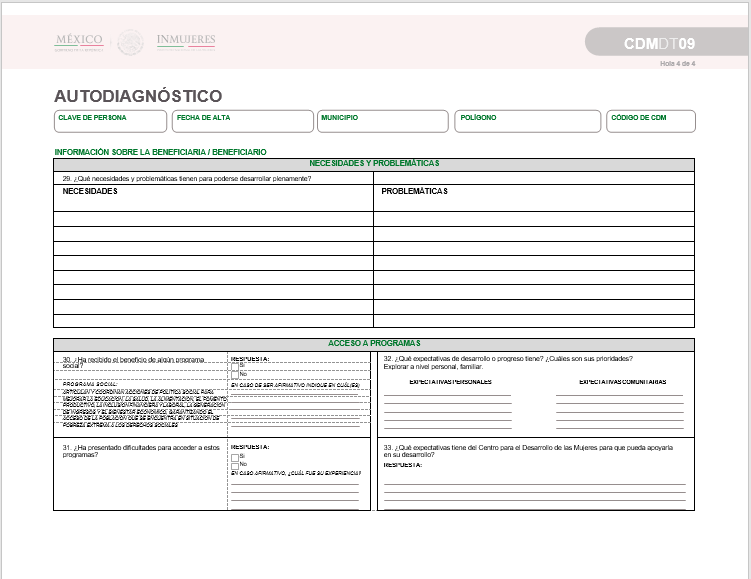 MÉXICO
INMUJERES
CDMDT09
Hoja 4 de 4
AUTODIAGNÓSTICO
CLAVE DE PERSONA
FECHA DE ALTA
MUNICIPIO
POLÍGONO
CÓDIGO DE CDM
INFORMACIÓN SOBRE LA BENEFICIARIA / BENEFICIARIO
NECESIDADES Y PROBLEMÁTICAS
29. ¿Qué necesidades y problemáticas tienen para poderse desarrollar plenamente?
NECESIDADES
PROBLEMÁTICAS
ACCESO A PROGRAMAS
30. ¿Ha recibido el beneficio de algún programa
social?
RESPUESTA:
Si
No
PROGRAMA SOCIAL:
ARTICULAN Y COORDINAN ACCIONES DE POLÍTICA SOCIAL PARA
MEJORAR LA EDUCACIÓN, LA SALUD, LA ALIMENTACIÓN, EL FOMENTO
PRODUCTIVO, LA INCLUSIÓN FINANCIERA Y LABORAL, LA GENERACIÓN
DE INGRESOS Y EL BIENESTAR ECONÓMICO, GARANTIZANDO EL
ACCESO DE LA POBLACIÓN QUE SE ENCUENTRA EN SITUACIÓN DE
POBREZA EXTREMA A LOS DERECHOS SOCIALES
EN CASO DE SER AFIRMATIVO INDIQUE EN CUÁL(ES)
32. ¿Qué expectativas de desarrollo o progreso tiene? ¿Cuáles son sus prioridades?
Explorar a nivel personal, familiar.
EXPECTATIVAS PERSONALES
EXPECTATIVAS COMUNITARIAS
31. ¿Ha presentado dificultades para acceder a estos
programas?
RESPUESTA:
Si
No
EN CASO AFIRMATIVO, ¿CUÁL FUE SU EXPERIENCIA?
33. ¿Qué expectativas tiene del Centro para el Desarrollo de las Mujeres para que pueda apoyarla
en su desarrollo?
RESPUESTA: